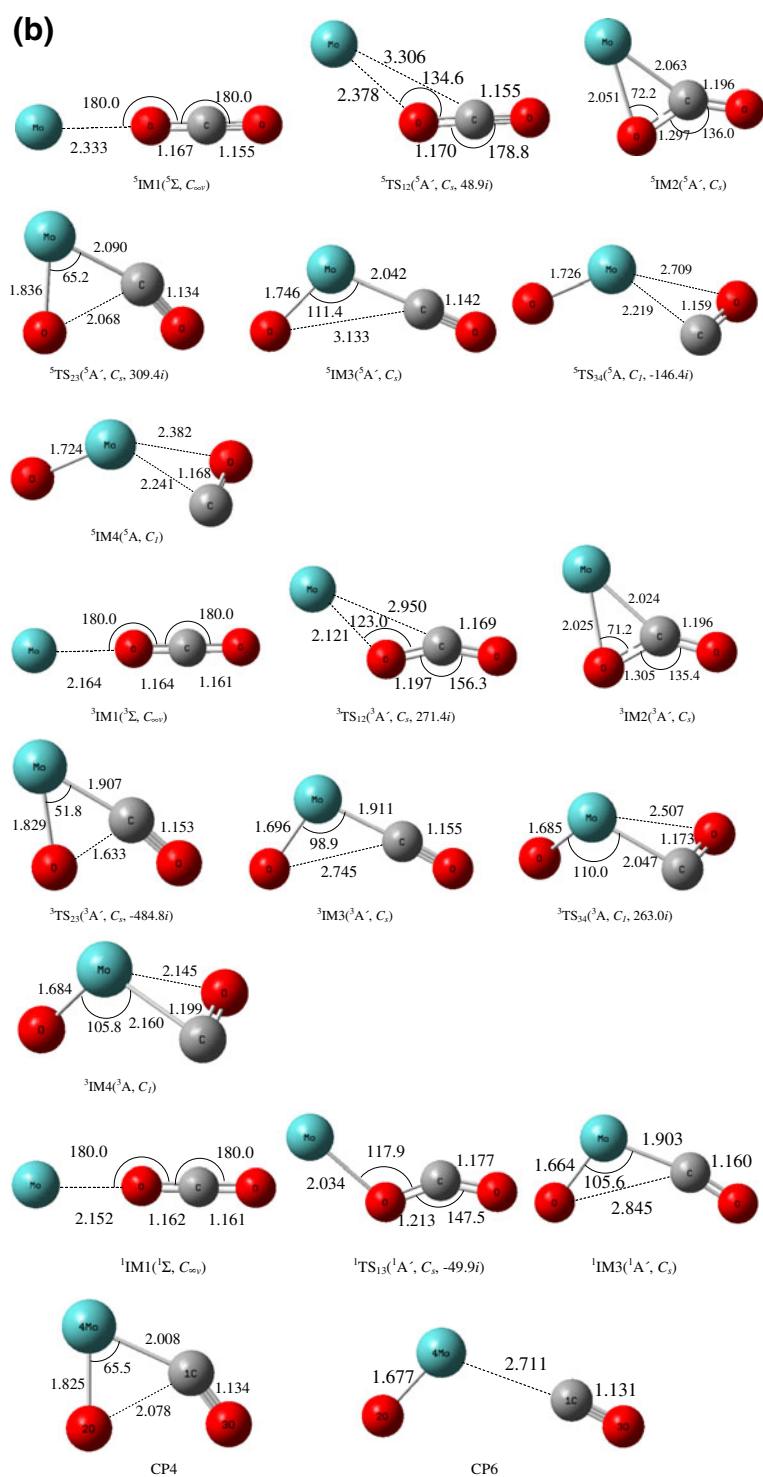 (b)
180.0 180.0
Mo O C O
2.333 1.167 1.155
⁵IM1(⁵Σ, C∞v)
Mo
3.306
134.6 1.155
2.378
O C O
1.170 178.8
⁵TS₁₂(⁵A´, Cs, 48.9i)
Mo
2.063
2.051 72.2 1.196
C O
O 1.297 136.0
⁵IM2(⁵A´, Cs)
Mo
2.090
1.836 65.2
C 1.134
O 2.068 O
⁵TS₂₃(⁵A´, Cs, 309.4i)
Mo
2.042
1.746 111.4 C 1.142
O 3.133 O
⁵IM3(⁵A´, Cs)
1.726 Mo 2.709
O 1.159 O
2.219
C
⁵TS₃₄(⁵A, C1, -146.4i)
2.382
1.724 Mo
O 1.168 O
2.241
C
⁵IM4(⁵A, C1)
180.0 180.0
Mo O C O
2.164 1.164 1.161
³IM1(³Σ, C∞v)
Mo
2.950
123.0 1.169
2.121 C
O O
1.197 156.3
³TS₁₂(³A´, Cs, 271.4i)
Mo
2.024
2.025 71.2 1.196
C O
O 1.305 135.4
³IM2(³A´, Cs)
Mo
1.907
51.8
1.829 C 1.153
1.633
O O
³TS₂₃(³A´, Cs, -484.8i)
Mo
1.911
1.696 98.9 1.155
C
O 2.745 O
³IM3(³A´, Cs)
2.507
1.685 Mo 1.173 O
O 110.0 2.047
C
³TS₃₄(³A, C1, 263.0i)
Mo 2.145
1.684 O
1.199
O 105.8 2.160
C
³IM4(³A, C1)
180.0 180.0
Mo O C O
2.152 1.162 1.161
¹IM1(¹Σ, C∞v)
Mo
117.9 1.177
2.034 C
O O
1.213 147.5
¹TS₁₃(¹A´, Cs, -49.9i)
Mo 1.903
1.664 1.160
105.6 C
O 2.845 O
¹IM3(¹A´, Cs)
4Mo
2.008
65.5
1.825 1C 1.134
2.078
2O 3O
CP4
4Mo
1.677 2.711
1.131
2O 1C
3O
CP6